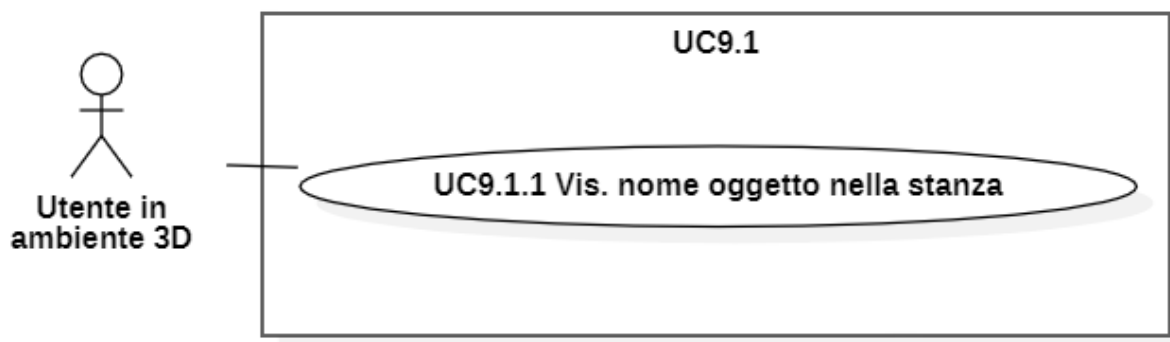 UC9.1
UC9.1.1 Vis. nome oggetto nella stanza
Utente in
ambiente 3D